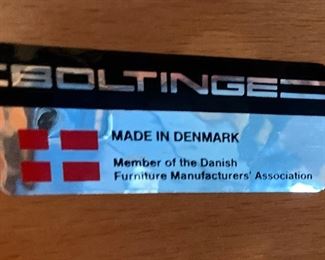 BOLTINGE
MADE IN DENMARK
Member of the Danish
Furniture Manufacturers' Association